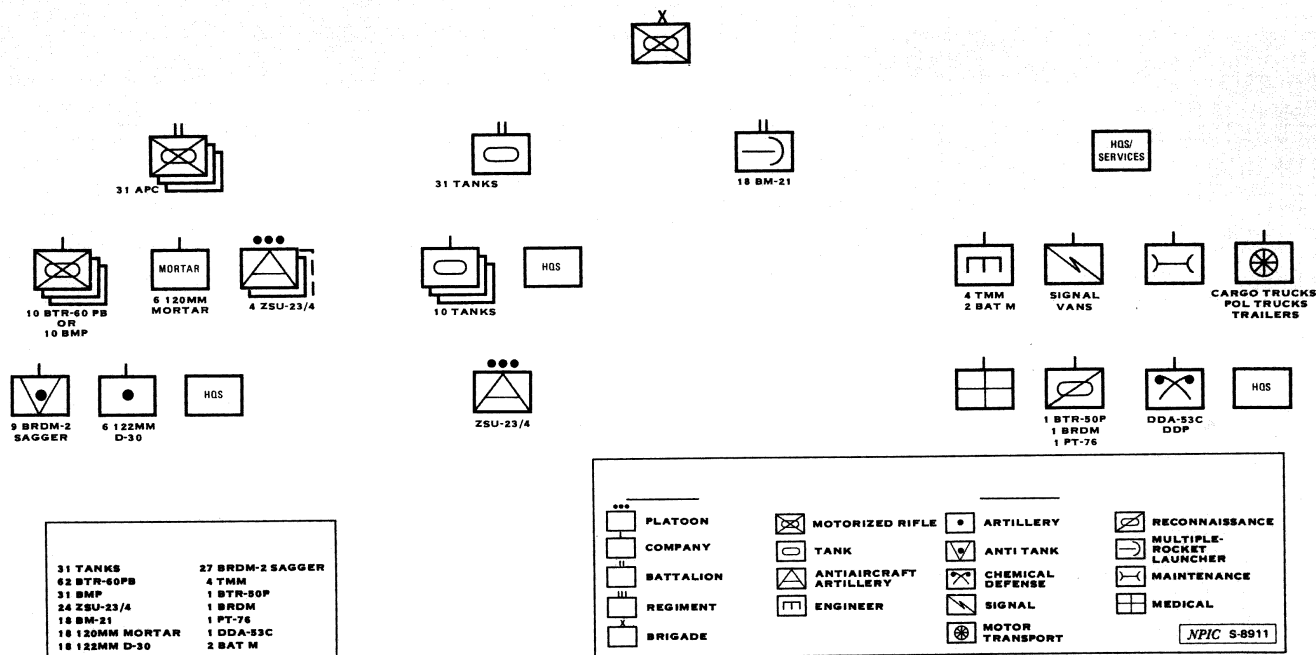 X
31 APC
31 TANKS
18 BM-21
HQS/
SERVICES
10 BTR-60 PB
OR
10 BMP
MORTAR
6 120MM
MORTAR
4 ZSU-23/4
10 TANKS
HQS
4 TMM
2 BAT M
SIGNAL
VANS
CARGO TRUCKS
POL TRUCKS
TRAILERS
9 BRDM-2
SAGGER
6 122MM
D-30
HQS
ZSU-23/4
1 BTR-50P
1 BRDM
1 PT-76
DDA-53C
DDP
HQS
31 TANKS
62 BTR-60PB
31 BMP
24 ZSU-23/4
18 BM-21
18 120MM MORTAR
18 122MM D-30
27 BRDM-2 SAGGER
4 TMM
1 BTR-50P
1 BRDM
1 PT-76
1 DDA-53C
2 BAT M
PLATOON
COMPANY
BATTALION
REGIMENT
X
BRIGADE
MOTORIZED RIFLE
TANK
ANTIAIRCRAFT
ARTILLERY
ENGINEER
ARTILLERY
ANTI TANK
CHEMICAL
DEFENSE
SIGNAL
MOTOR
TRANSPORT
RECONNAISSANCE
MULTIPLE-
ROCKET
LAUNCHER
MAINTENANCE
MEDICAL
NPIC S-8911